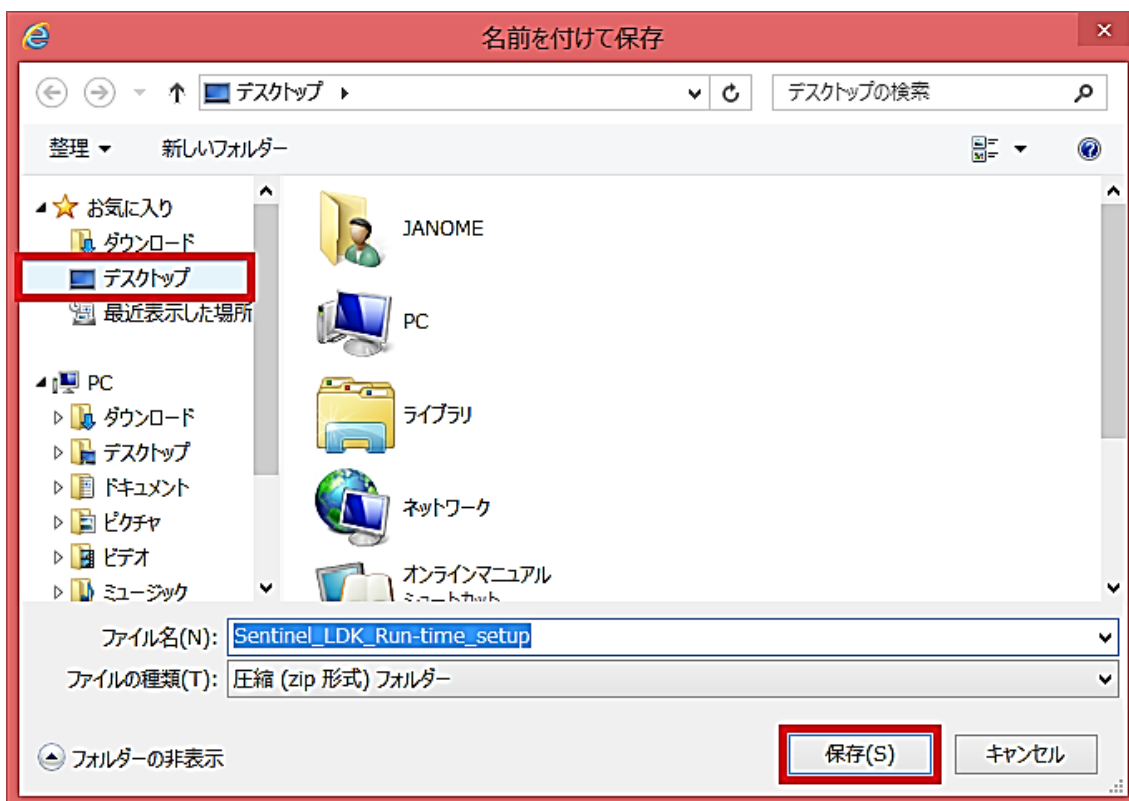 名前を付けて保存
デスクトップ
デスクトップの検索
整理
新しいフォルダー
お気に入り
ダウンロード
デスクトップ
最近表示した場所
PC
ダウンロード
デスクトップ
ドキュメント
ピクチャ
ビデオ
ミュージック
JANOME
PC
ライブラリ
ネットワーク
オンラインマニュアル
ショートカット
ファイル名(N): Sentinel_LDK_Run-time_setup
ファイルの種類(T): 圧縮 (zip 形式) フォルダー
フォルダーの非表示
保存(S)
キャンセル